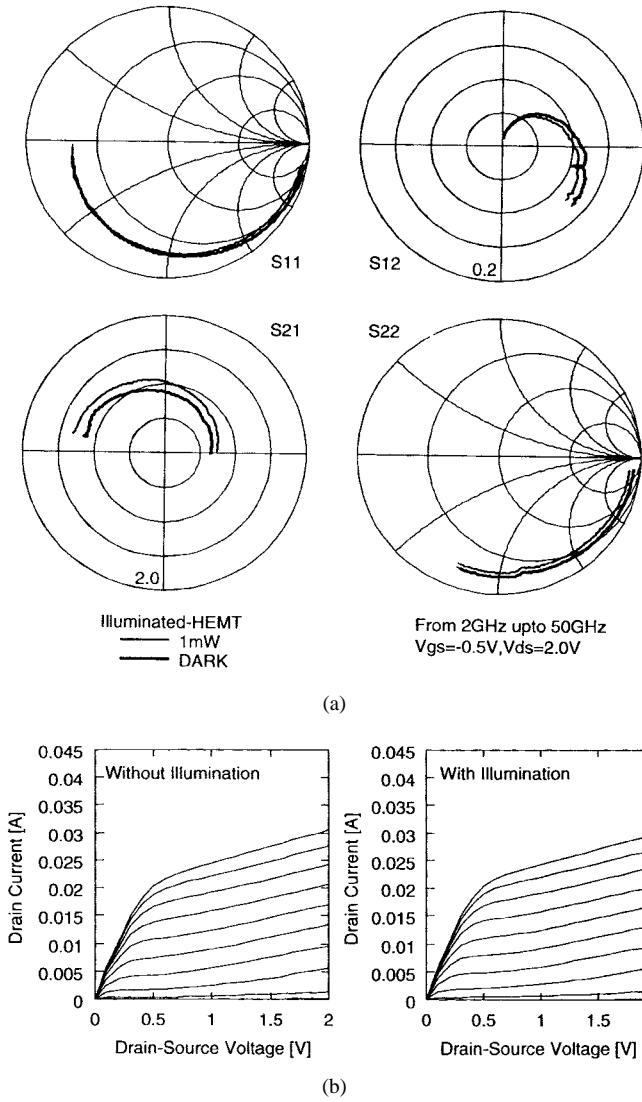 S11
S12
0.2
S21
S22
2.0
Illuminated-HEMT
1mW
DARK
From 2GHz upto 50GHz
Vgs=-0.5V,Vds=2.0V
(a)
Without Illumination
Drain Current [A]
0.045
0.04
0.035
0.03
0.025
0.02
0.015
0.01
0.005
0
0 0.5 1 1.5 2
Drain-Source Voltage [V]
With Illumination
Drain Current [A]
0.045
0.04
0.035
0.03
0.025
0.02
0.015
0.01
0.005
0
0 0.5 1 1.5
Drain-Source Voltage [V]
(b)